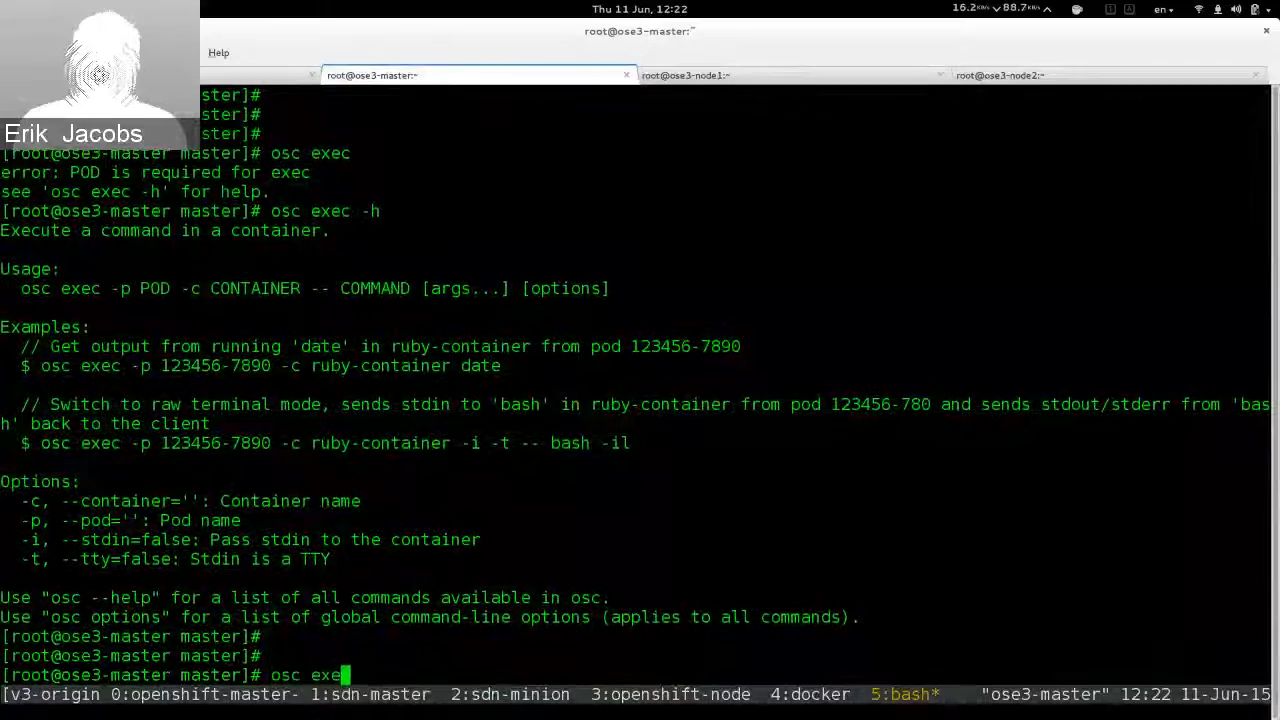 Thu 11 Jun, 12:22
16.2KB/s 88.7KB/s
en
root@ose3-master:~
Help
root@ose3-master:~
root@ose3-node1:~
root@ose3-node2:~
Erik Jacobs
ster]#
master]#
master]#
[root@ose3-master master]# osc exec
error: POD is required for exec
see 'osc exec -h' for help.
[root@ose3-master master]# osc exec -h
Execute a command in a container.
Usage:
osc exec -p POD -c CONTAINER -- COMMAND [args...] [options]
Examples:
// Get output from running 'date' in ruby-container from pod 123456-7890
$ osc exec -p 123456-7890 -c ruby-container date
// Switch to raw terminal mode, sends stdin to 'bash' in ruby-container from pod 123456-780 and sends stdout/stderr from 'bas
h' back to the client
$ osc exec -p 123456-7890 -c ruby-container -i -t -- bash -il
Options:
-c, --container='': Container name
-p, --pod='': Pod name
-i, --stdin=false: Pass stdin to the container
-t, --tty=false: Stdin is a TTY
Use "osc --help" for a list of all commands available in osc.
Use "osc options" for a list of global command-line options (applies to all commands).
[root@ose3-master master]#
[root@ose3-master master]#
[root@ose3-master master]# osc exe
[v3-origin 0:openshift-master- 1:sdn-master 2:sdn-minion 3:openshift-node 4:docker 5:bash* "ose3-master" 12:22 11-Jun-15